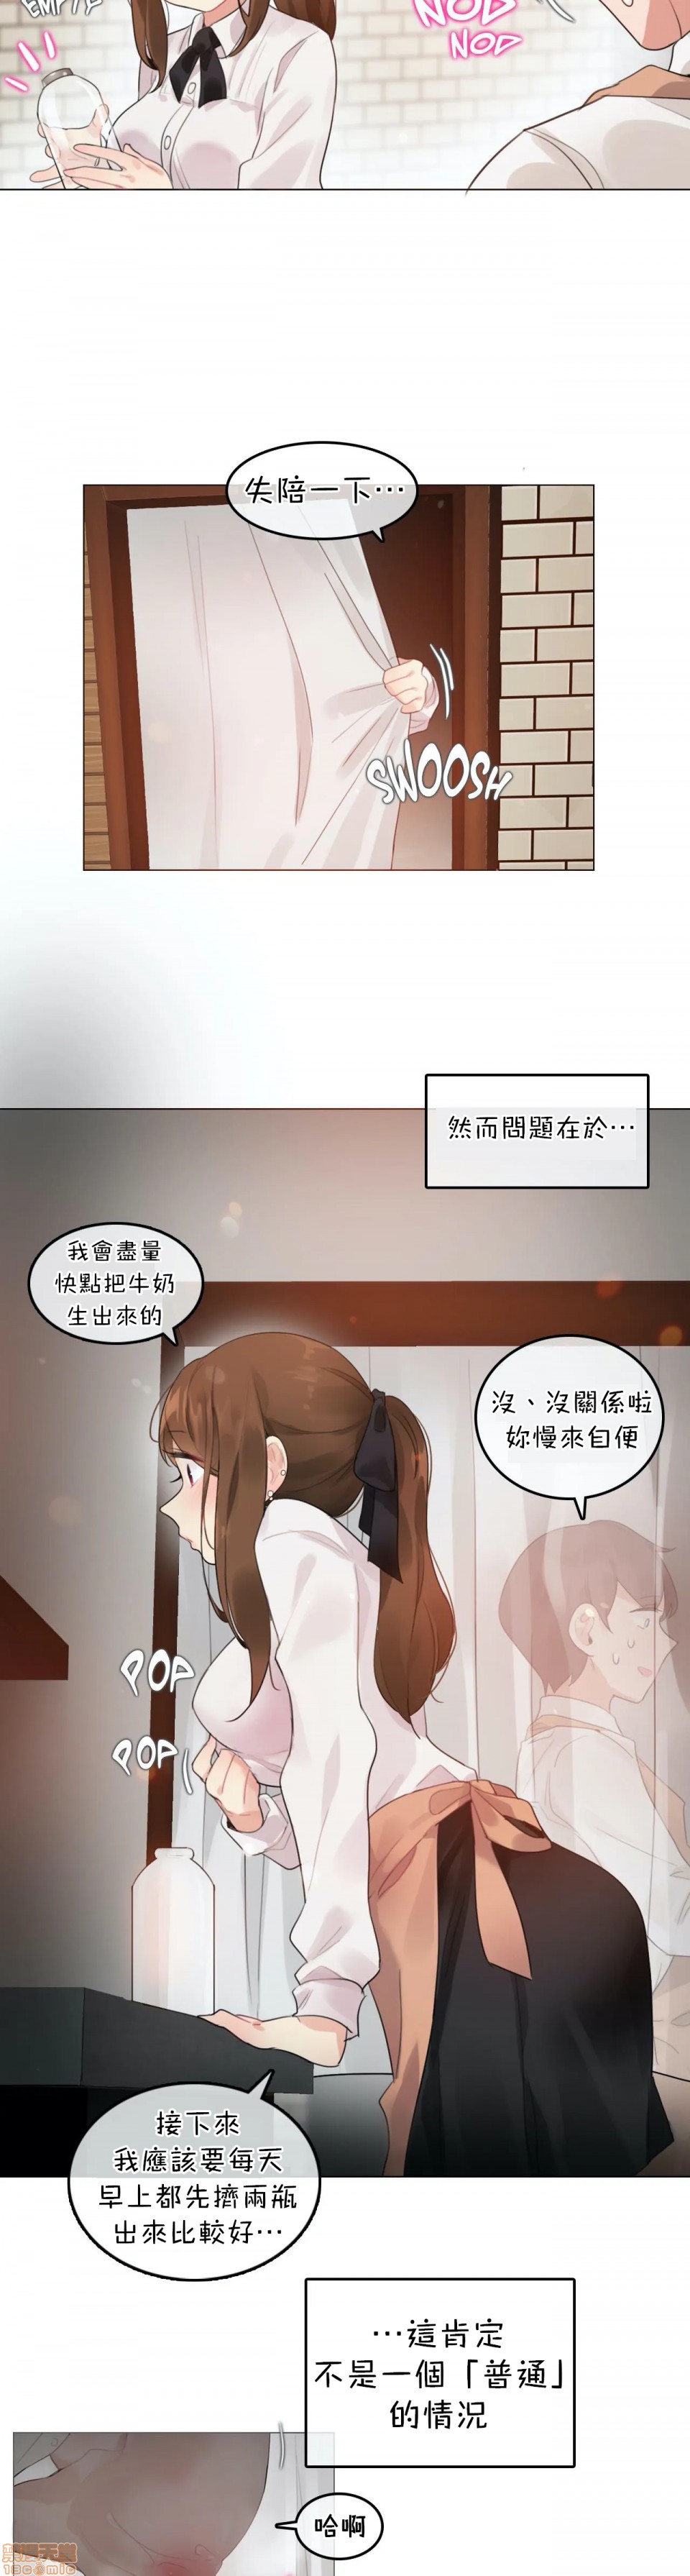 EMPTY
NOD
NOD
失陪一下…
SWOOSH
然而問題在於…
我會盡量
快點把牛奶
生出來的
沒、沒關係啦
妳慢來自便
POP
POP
接下來
我應該要每天
早上都先擠兩瓶
出來比較好…
…這肯定
不是一個「普通」
的情況
哈啊
18comic